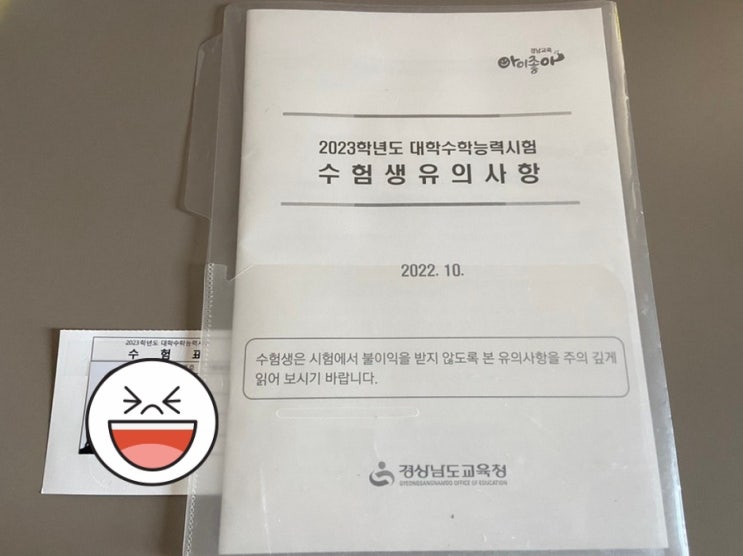 경남교육
아이좋아
2023학년도 대학수학능력시험
수험생유의사항
2022. 10.
수험생은 시험에서 불이익을 받지 않도록 본 유의사항을 주의 깊게
읽어 보시기 바랍니다.
경상남도교육청
GYEONGSANGNAMDO OFFICE OF EDUCATION
2023학년도 대학수학능력시
수 험 표